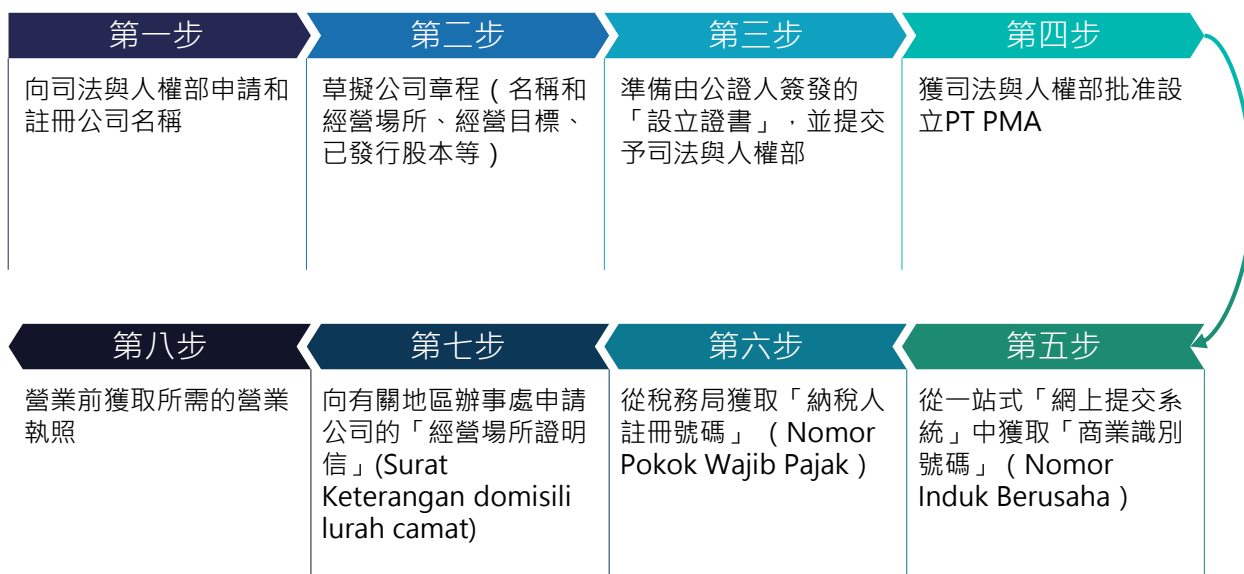 第一步
向司法與人權部申請和
註冊公司名稱
第二步
草擬公司章程（名稱和
經營場所、經營目標、
已發行股本等）
第三步
準備由公證人簽發的
「設立證書」，並提交
予司法與人權部
第四步
獲司法與人權部批准設
立PT PMA
第五步
從一站式「網上提交系
統」中獲取「商業識別
號碼」（Nomor
Induk Berusaha）
第六步
從稅務局獲取「納稅人
註冊號碼」（Nomor
Pokok Wajib Pajak）
第七步
向有關地區辦事處申請
公司的「經營場所證明
信」(Surat
Keterangan domisili
lurah camat)
第八步
營業前獲取所需的營業
執照